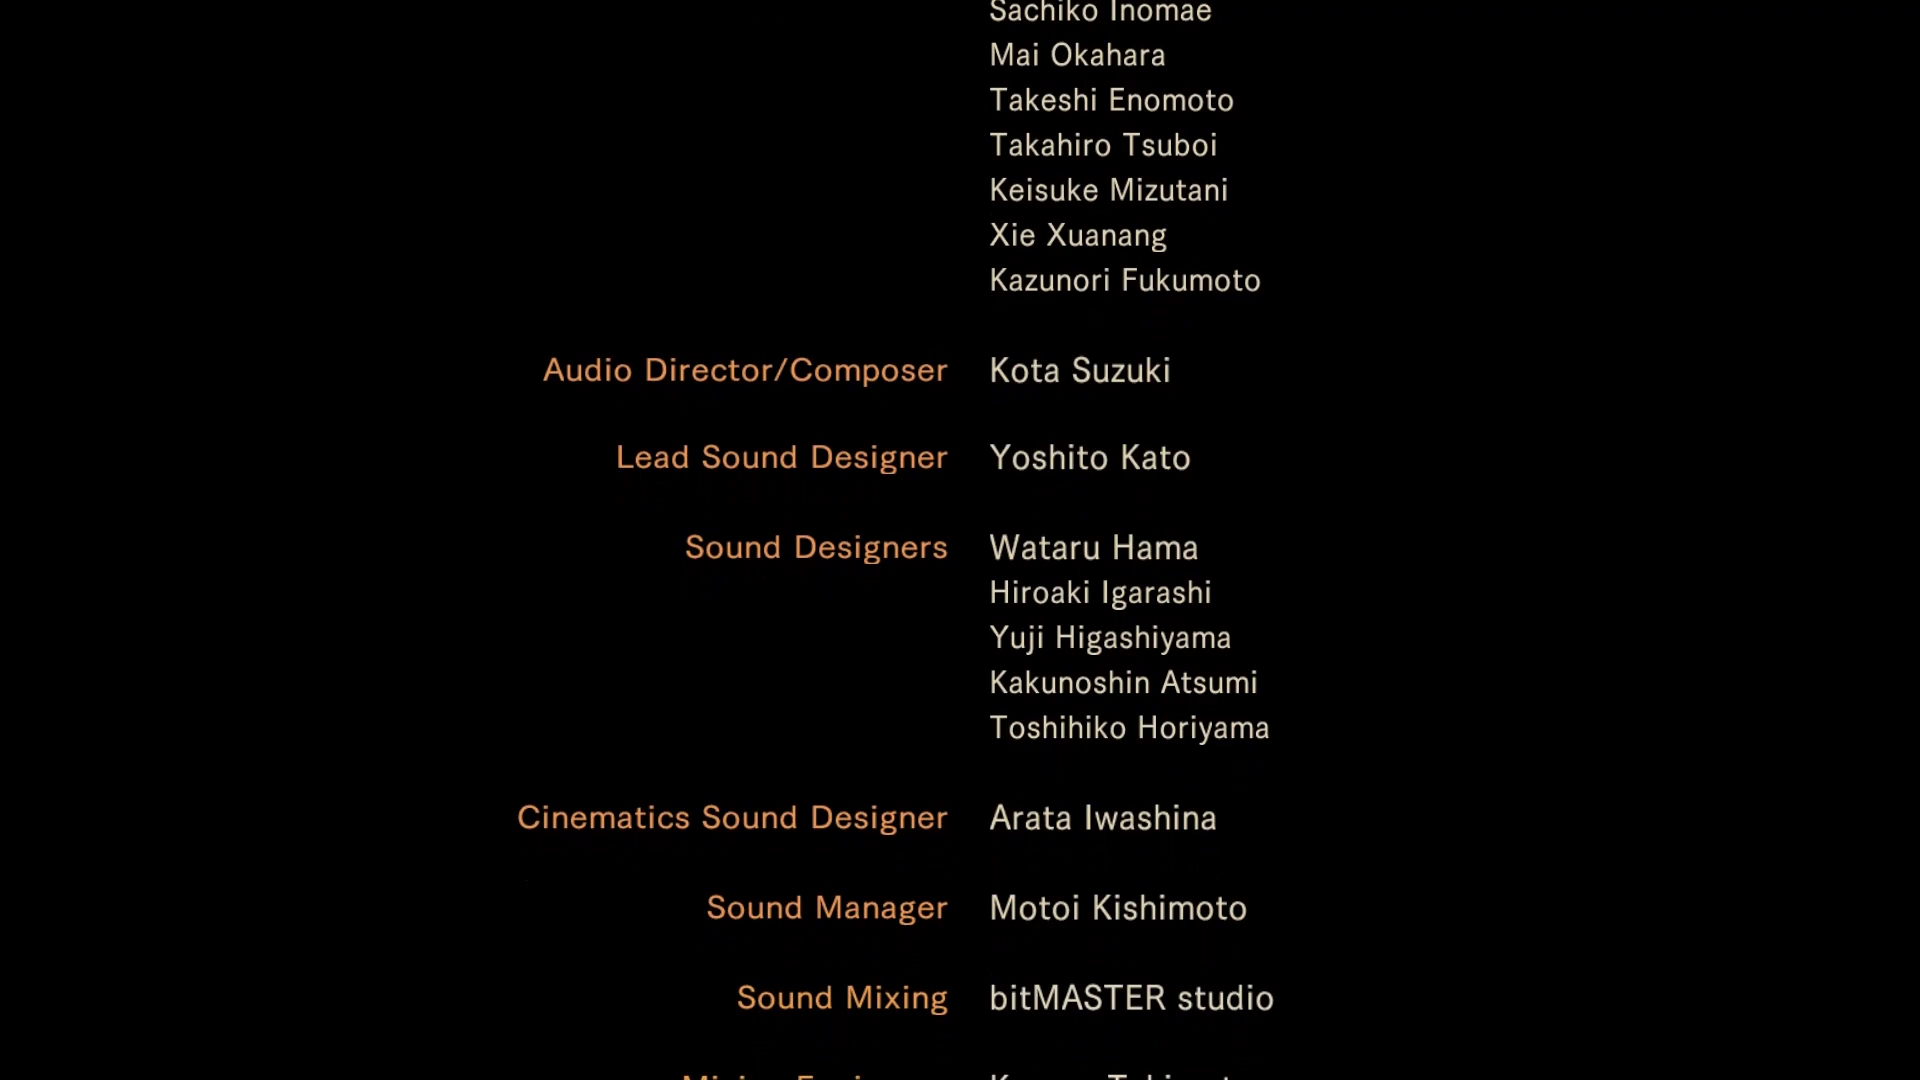 Sachiko Inomae
Mai Okahara
Takeshi Enomoto
Takahiro Tsuboi
Keisuke Mizutani
Xie Xuanang
Kazunori Fukumoto
Audio Director/Composer Kota Suzuki
Lead Sound Designer Yoshito Kato
Sound Designers Wataru Hama
Hiroaki Igarashi
Yuji Higashiyama
Kakunoshin Atsumi
Toshihiko Horiyama
Cinematics Sound Designer Arata Iwashina
Sound Manager Motoi Kishimoto
Sound Mixing bitMASTER studio